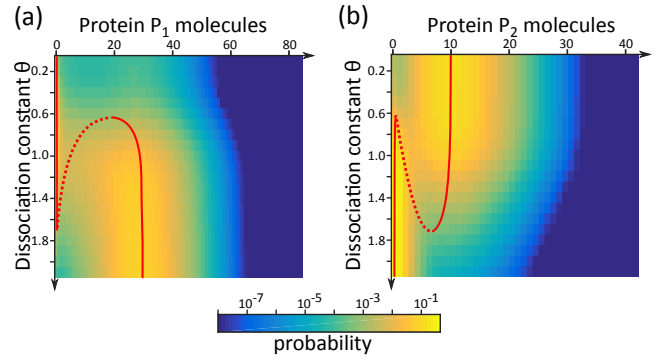 (a) Protein P1 molecules
0 20 40 60 80
Dissociation constant θ
0.2
0.6
1.0
1.4
1.8
(b) Protein P2 molecules
0 10 20 30 40
Dissociation constant θ
0.2
0.6
1.0
1.4
1.8
10-7 10-5 10-3 10-1
probability